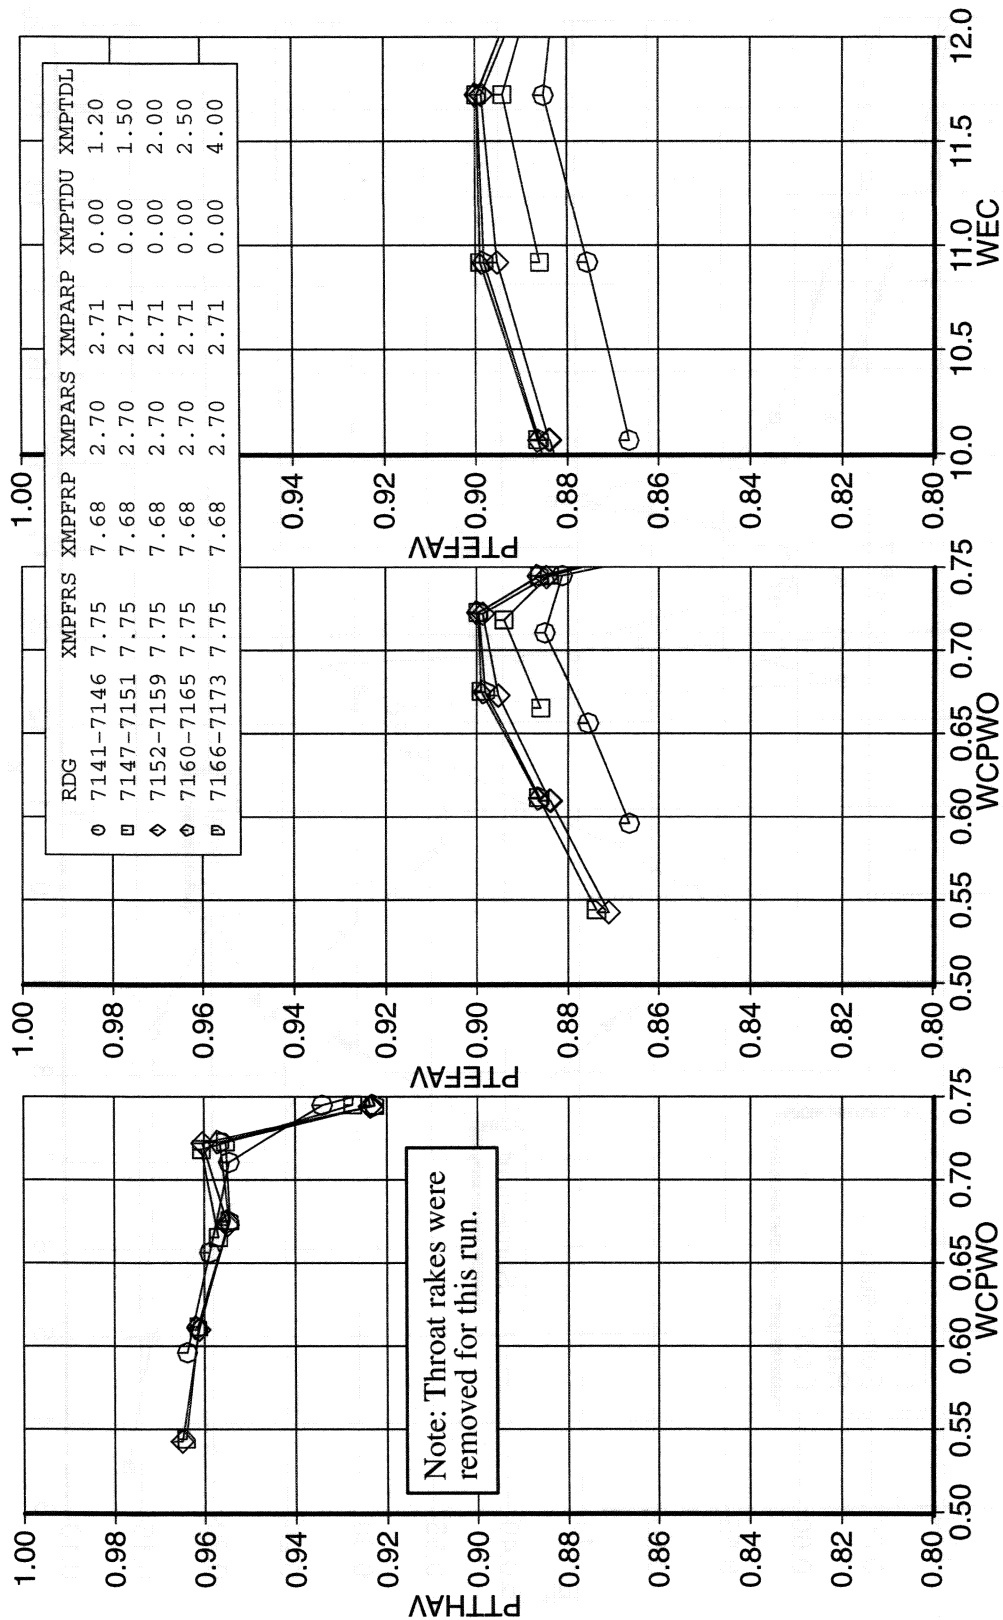 RDG XMPFRS XMPFRP XMPARS XMPARP XMPTDU XMPTDL
7141-7146 7.75 7.68 2.70 2.71 0.00 1.20
7147-7151 7.75 7.68 2.70 2.71 0.00 1.50
7152-7159 7.75 7.68 2.70 2.71 0.00 2.00
7160-7165 7.75 7.68 2.70 2.71 0.00 2.50
7166-7173 7.75 7.68 2.70 2.71 0.00 4.00
PTTHAV
1.00
0.98
0.96
0.94
0.92
0.90
0.88
0.86
0.84
0.82
0.80
0.50 0.55 0.60 0.65 0.70 0.75
WCPWO
Note: Throat rakes were
removed for this run.
PTEFAV
1.00
0.98
0.96
0.94
0.92
0.90
0.88
0.86
0.84
0.82
0.80
0.50 0.55 0.60 0.65 0.70 0.75
WCPWO
PTEFAV
1.00
0.94
0.92
0.90
0.88
0.86
0.84
0.82
0.80
10.0 10.5 11.0 11.5 12.0
WEC